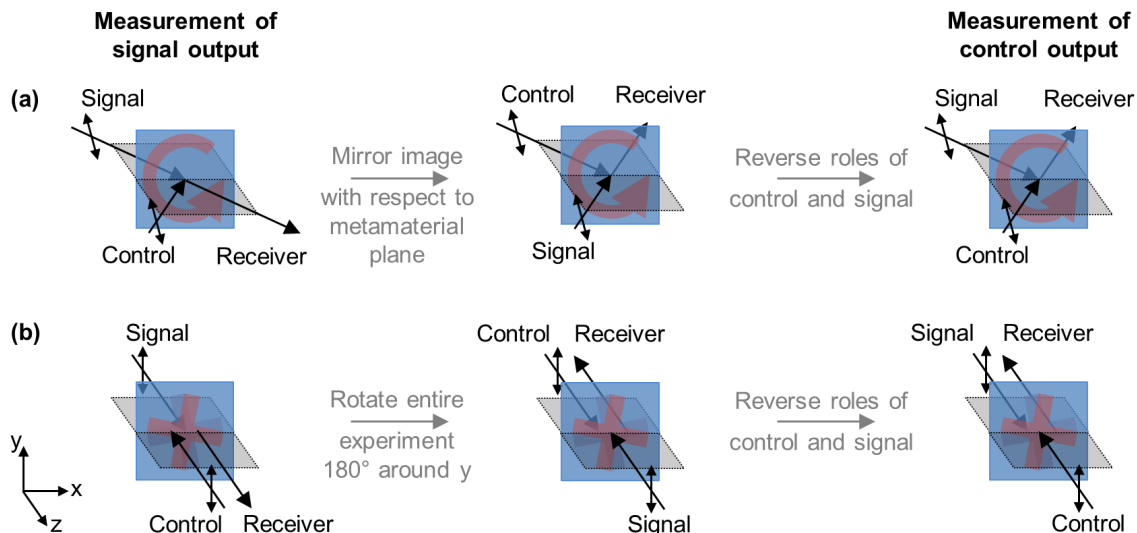 Measurement of
signal output
Measurement of
control output
(a)
Signal
Control
Receiver
Mirror image
with respect to
metamaterial
plane
Control
Receiver
Signal
Reverse roles of
control and signal
Signal
Receiver
Control
(b)
Signal
Control
Receiver
Rotate entire
experiment
180° around y
Control
Receiver
Signal
Reverse roles of
control and signal
Signal
Receiver
Control
y
x
z